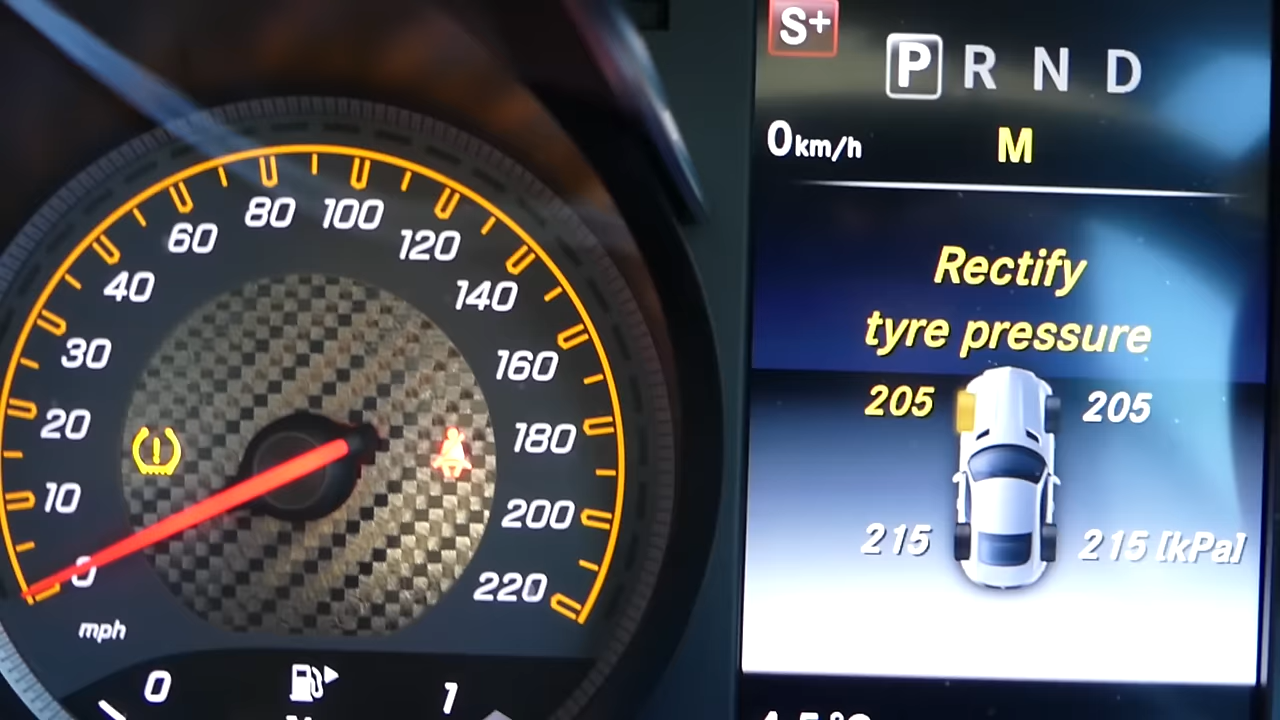 S+
P R N D
0km/h
M
Rectify
tyre pressure
205 205
215 215 [kPa]
0
10
20
30
40
60
80
100
120
140
160
180
200
220
mph
0 1